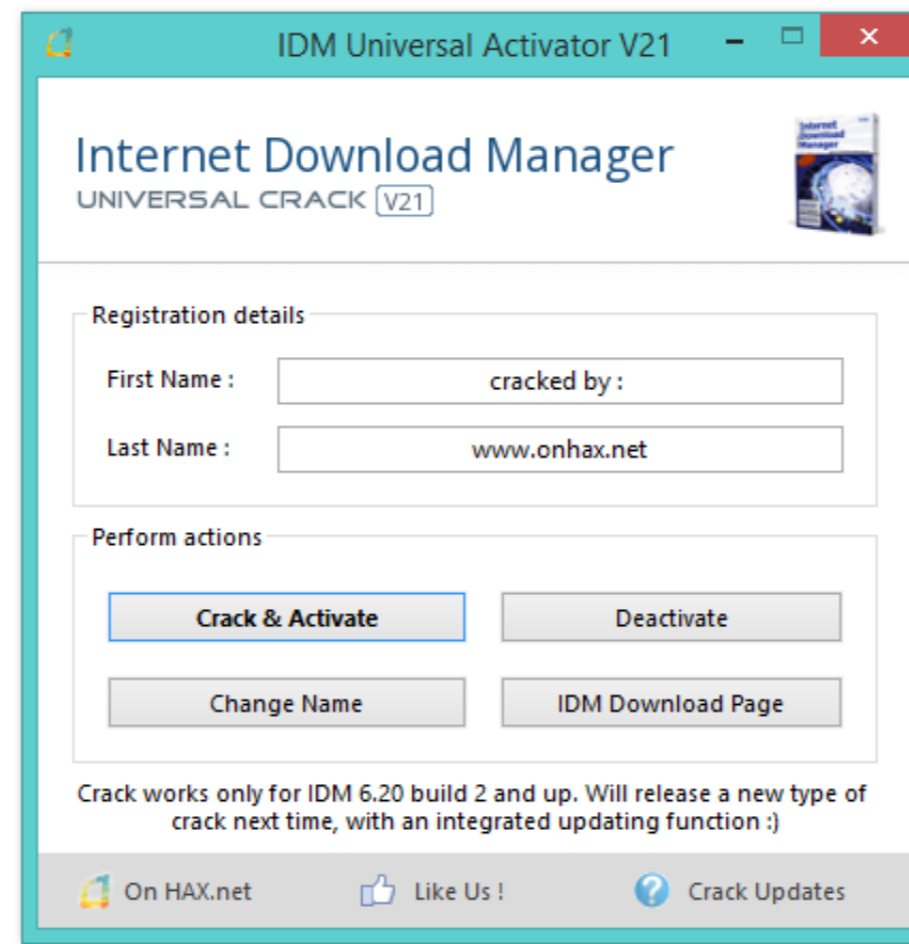 IDM Universal Activator V21
Internet Download Manager
UNIVERSAL CRACK V21
Internet
Download
Manager
Registration details
First Name :
cracked by :
Last Name :
www.onhax.net
Perform actions
Crack & Activate
Deactivate
Change Name
IDM Download Page
Crack works only for IDM 6.20 build 2 and up. Will release a new type of
crack next time, with an integrated updating function :)
On HAX.net
Like Us !
Crack Updates